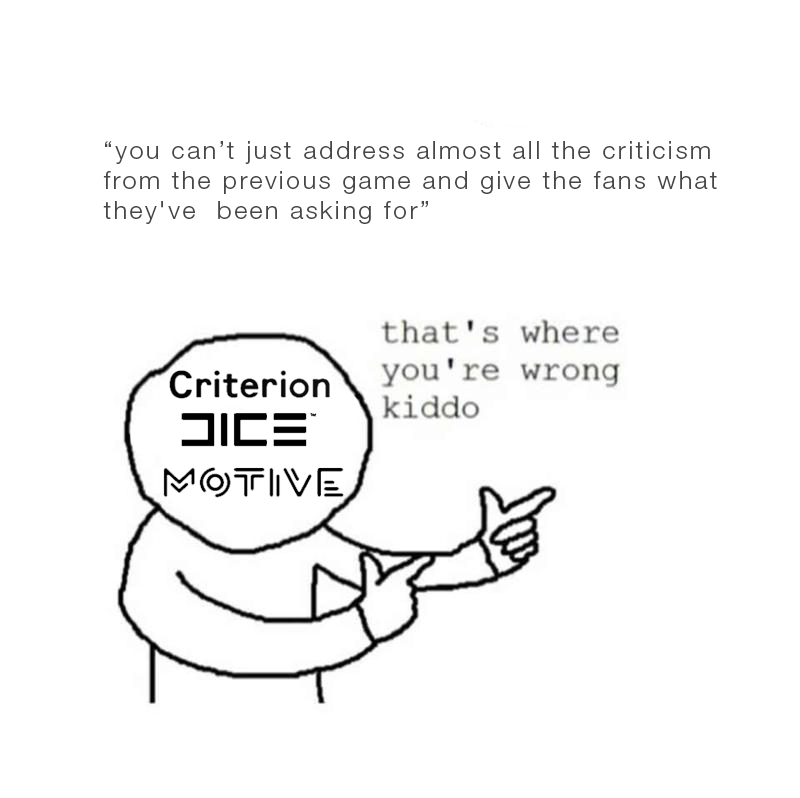 “you can’t just address almost all the criticism
from the previous game and give the fans what
they've  been asking for”
that's where
you're wrong
kiddo
Criterion
DICE™
MOTIVE